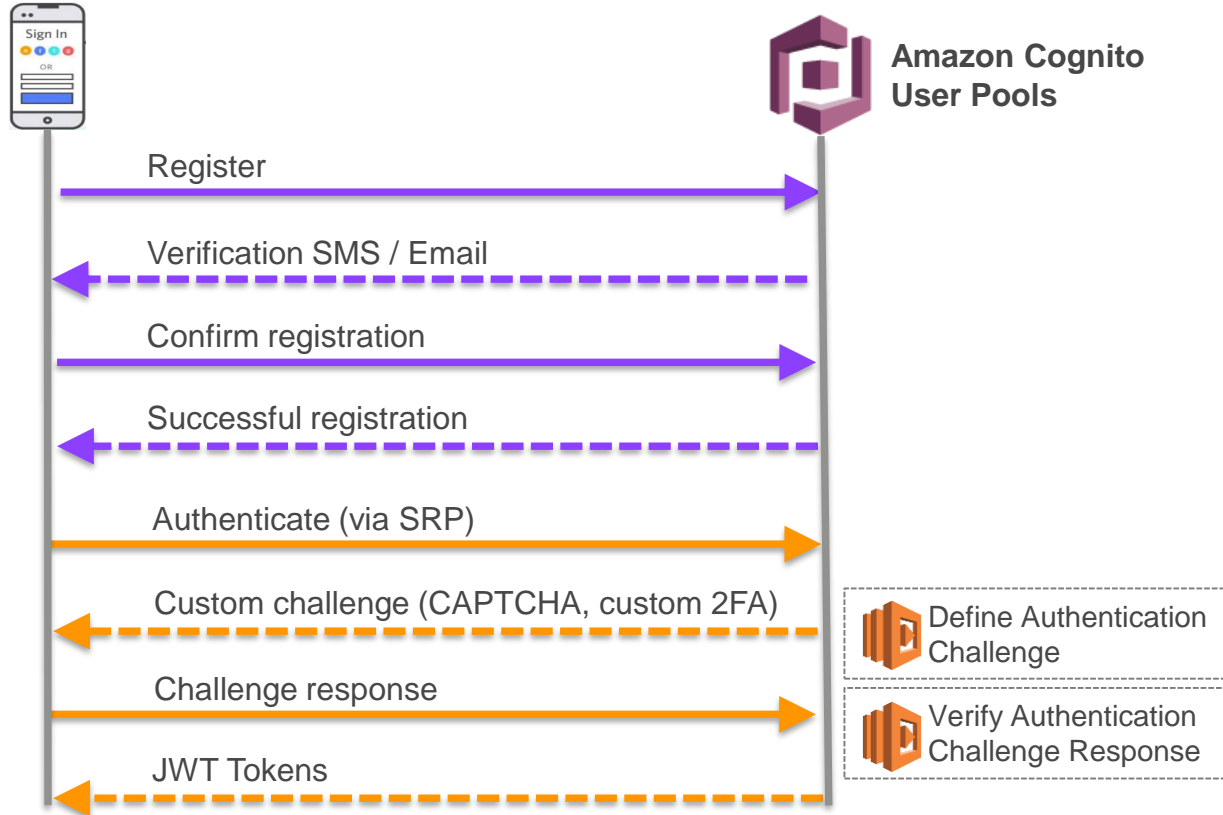 Sign In
OR
Amazon Cognito
User Pools
Register
Verification SMS / Email
Confirm registration
Successful registration
Authenticate (via SRP)
Custom challenge (CAPTCHA, custom 2FA)
Define Authentication
Challenge
Challenge response
Verify Authentication
Challenge Response
JWT Tokens